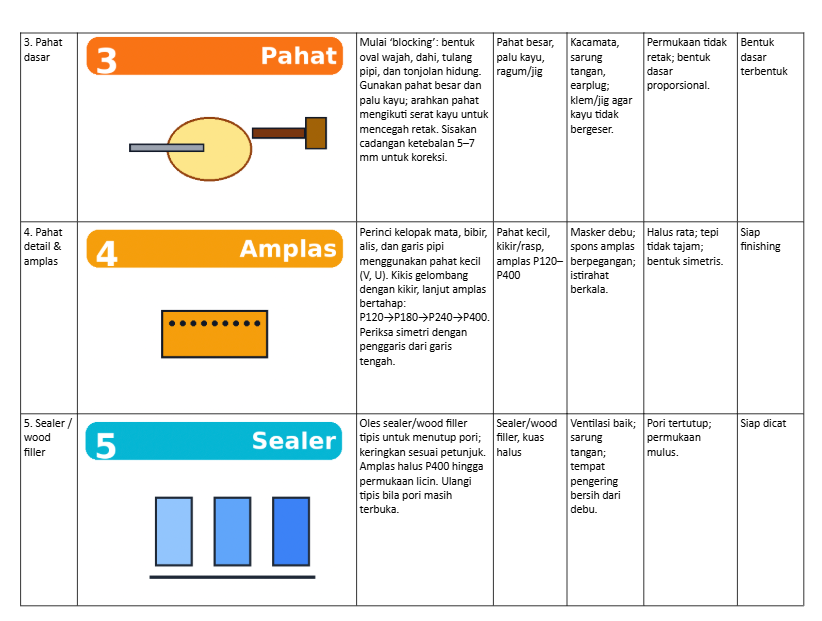 3. Pahat
dasar
3
Pahat
Mulai ‘blocking’: bentuk
oval wajah, dahi, tulang
pipi, dan tonjolan hidung.
Gunakan pahat besar dan
palu kayu; arahkan pahat
mengikuti serat kayu untuk
mencegah retak. Sisakan
cadangan ketebalan 5–7
mm untuk koreksi.
Pahat besar,
palu kayu,
ragum/jig
Kacamata,
sarung
tangan,
earplug;
klem/jig agar
kayu tidak
bergeser.
Permukaan tidak
retak; bentuk
dasar
proporsional.
Bentuk
dasar
terbentuk
4. Pahat
detail &
amplas
4
Amplas
Perinci kelopak mata, bibir,
alis, dan garis pipi
menggunakan pahat kecil
(V, U). Kikis gelombang
dengan kikir, lanjut amplas
bertahap:
P120→P180→P240→P400.
Periksa simetri dengan
penggaris dari garis
tengah.
Pahat kecil,
kikir/rasp,
amplas P120–
P400
Masker debu;
spons amplas
berpegangan;
istirahat
berkala.
Halus rata; tepi
tidak tajam;
bentuk simetris.
Siap
finishing
5. Sealer /
wood
filler
5
Sealer
Oles sealer/wood filler
tipis untuk menutup pori;
keringkan sesuai petunjuk.
Amplas halus P400 hingga
permukaan licin. Ulangi
tipis bila pori masih
terbuka.
Sealer/wood
filler, kuas
halus
Ventilasi baik;
sarung
tangan;
tempat
pengering
bersih dari
debu.
Pori tertutup;
permukaan
mulus.
Siap dicat